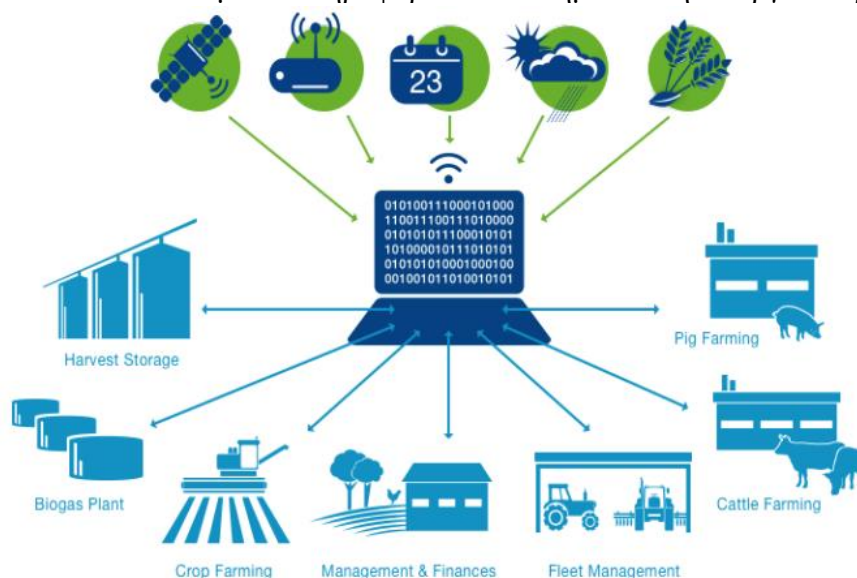 23
010100111000101000
110011100111010000
010101011100010101
101000010111010101
010101010001000100
001001011010010101
Harvest Storage
Pig Farming
Biogas Plant
Cattle Farming
Crop Farming
Management & Finances
Fleet Management